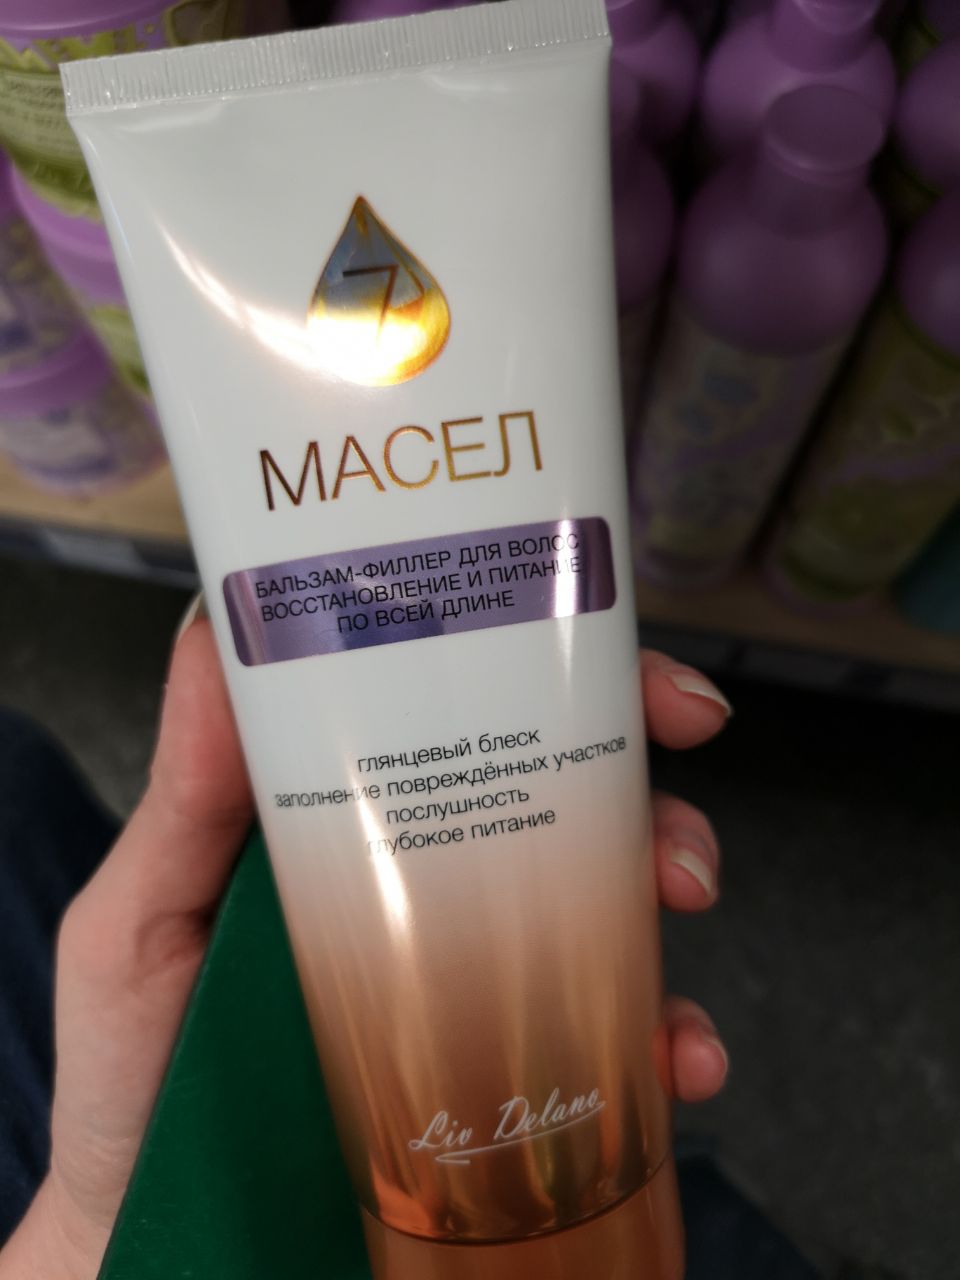 7
МАСЕЛ
БАЛЬЗАМ-ФИЛЛЕР ДЛЯ ВОЛОС
ВОССТАНОВЛЕНИЕ И ПИТАНИЕ
ПО ВСЕЙ ДЛИНЕ
глянцевый блеск
заполнение повреждённых участков
послушность
глубокое питание
Liv Delano